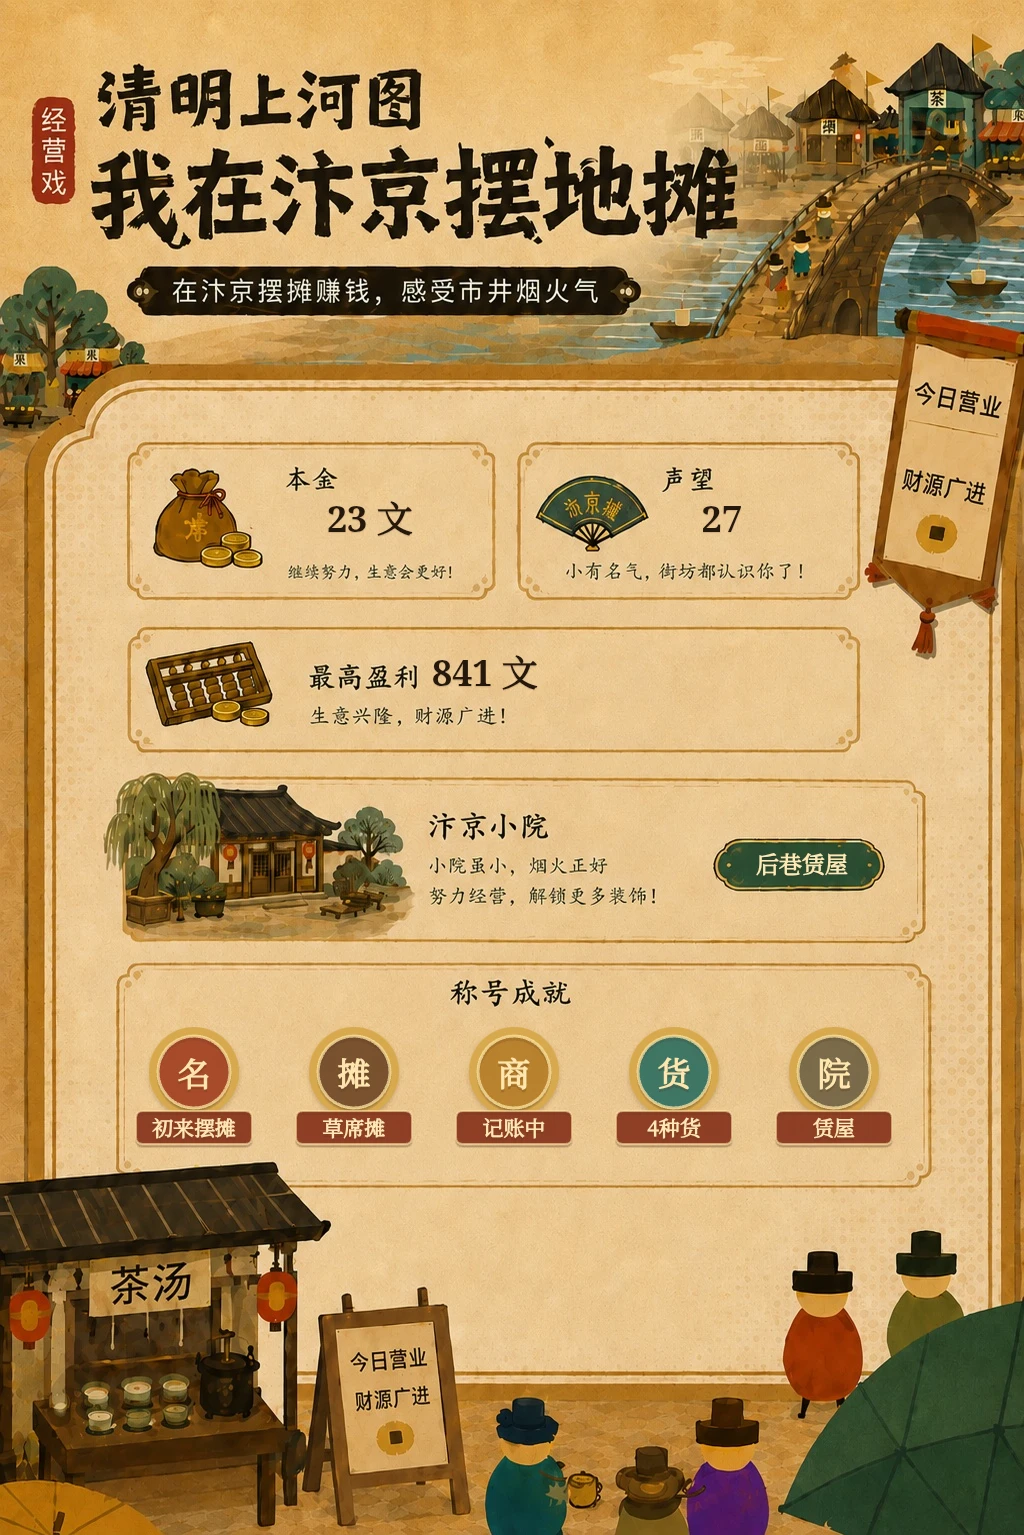 经营戏
清明上河图
我在汴京摆地摊
在汴京摆摊赚钱，感受市井烟火气
茶
果
果
今日营业
财源广进
本金
23 文
继续努力，生意会更好！
汴京摊
声望
27
小有名气，街坊都认识你了！
最高盈利 841 文
生意兴隆，财源广进！
汴京小院
小院虽小，烟火正好
努力经营，解锁更多装饰！
后巷赁屋
称号成就
名
摊
商
货
院
初来摆摊
草席摊
记账中
4种货
赁屋
茶汤
今日营业
财源广进